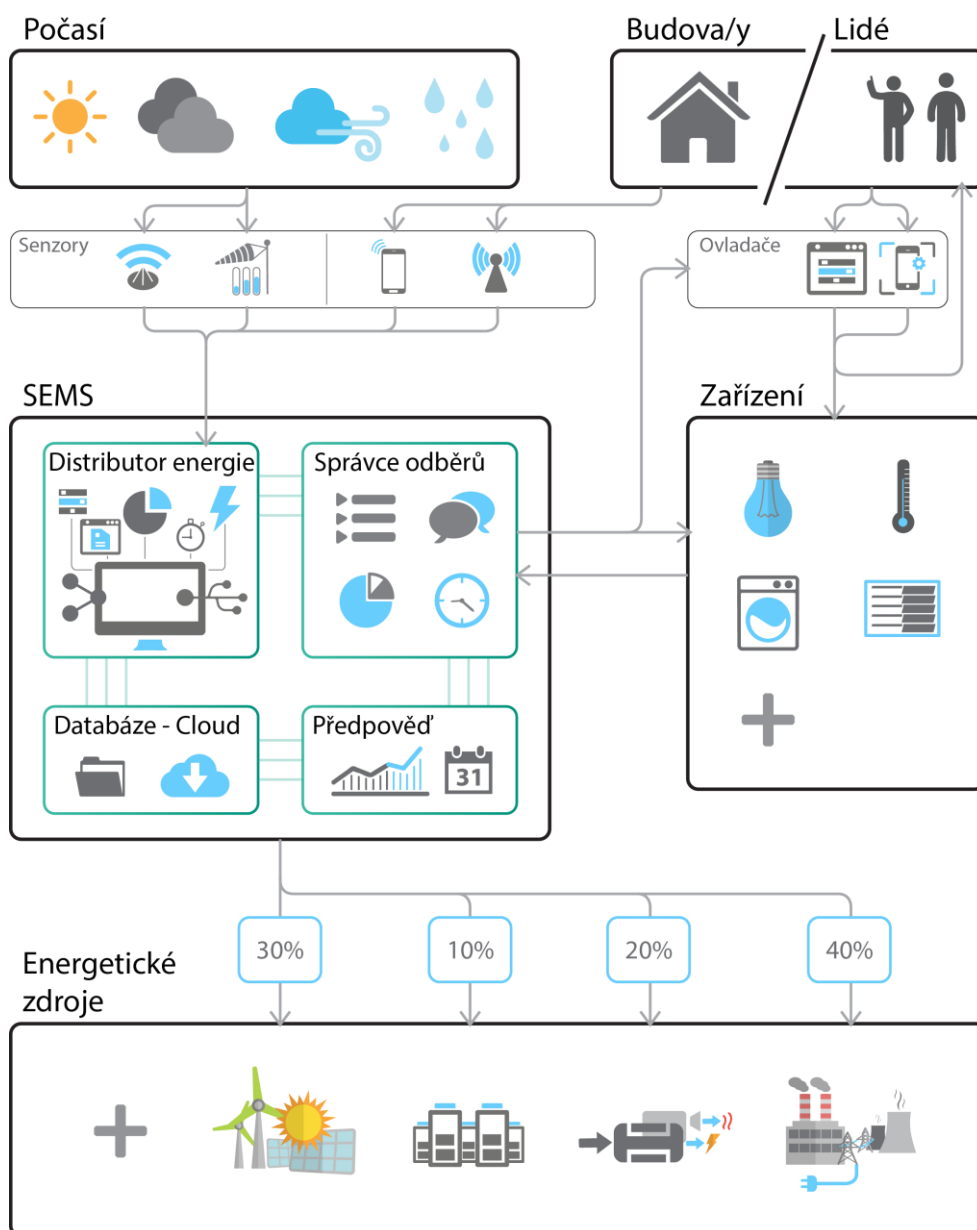 Počasí
Budova/y
Lidé
Senzory
Ovladače
SEMS
Zařízení
Distributor energie
Správce odběrů
Databáze - Cloud
Předpověď
31
30%
10%
20%
40%
Energetické
zdroje